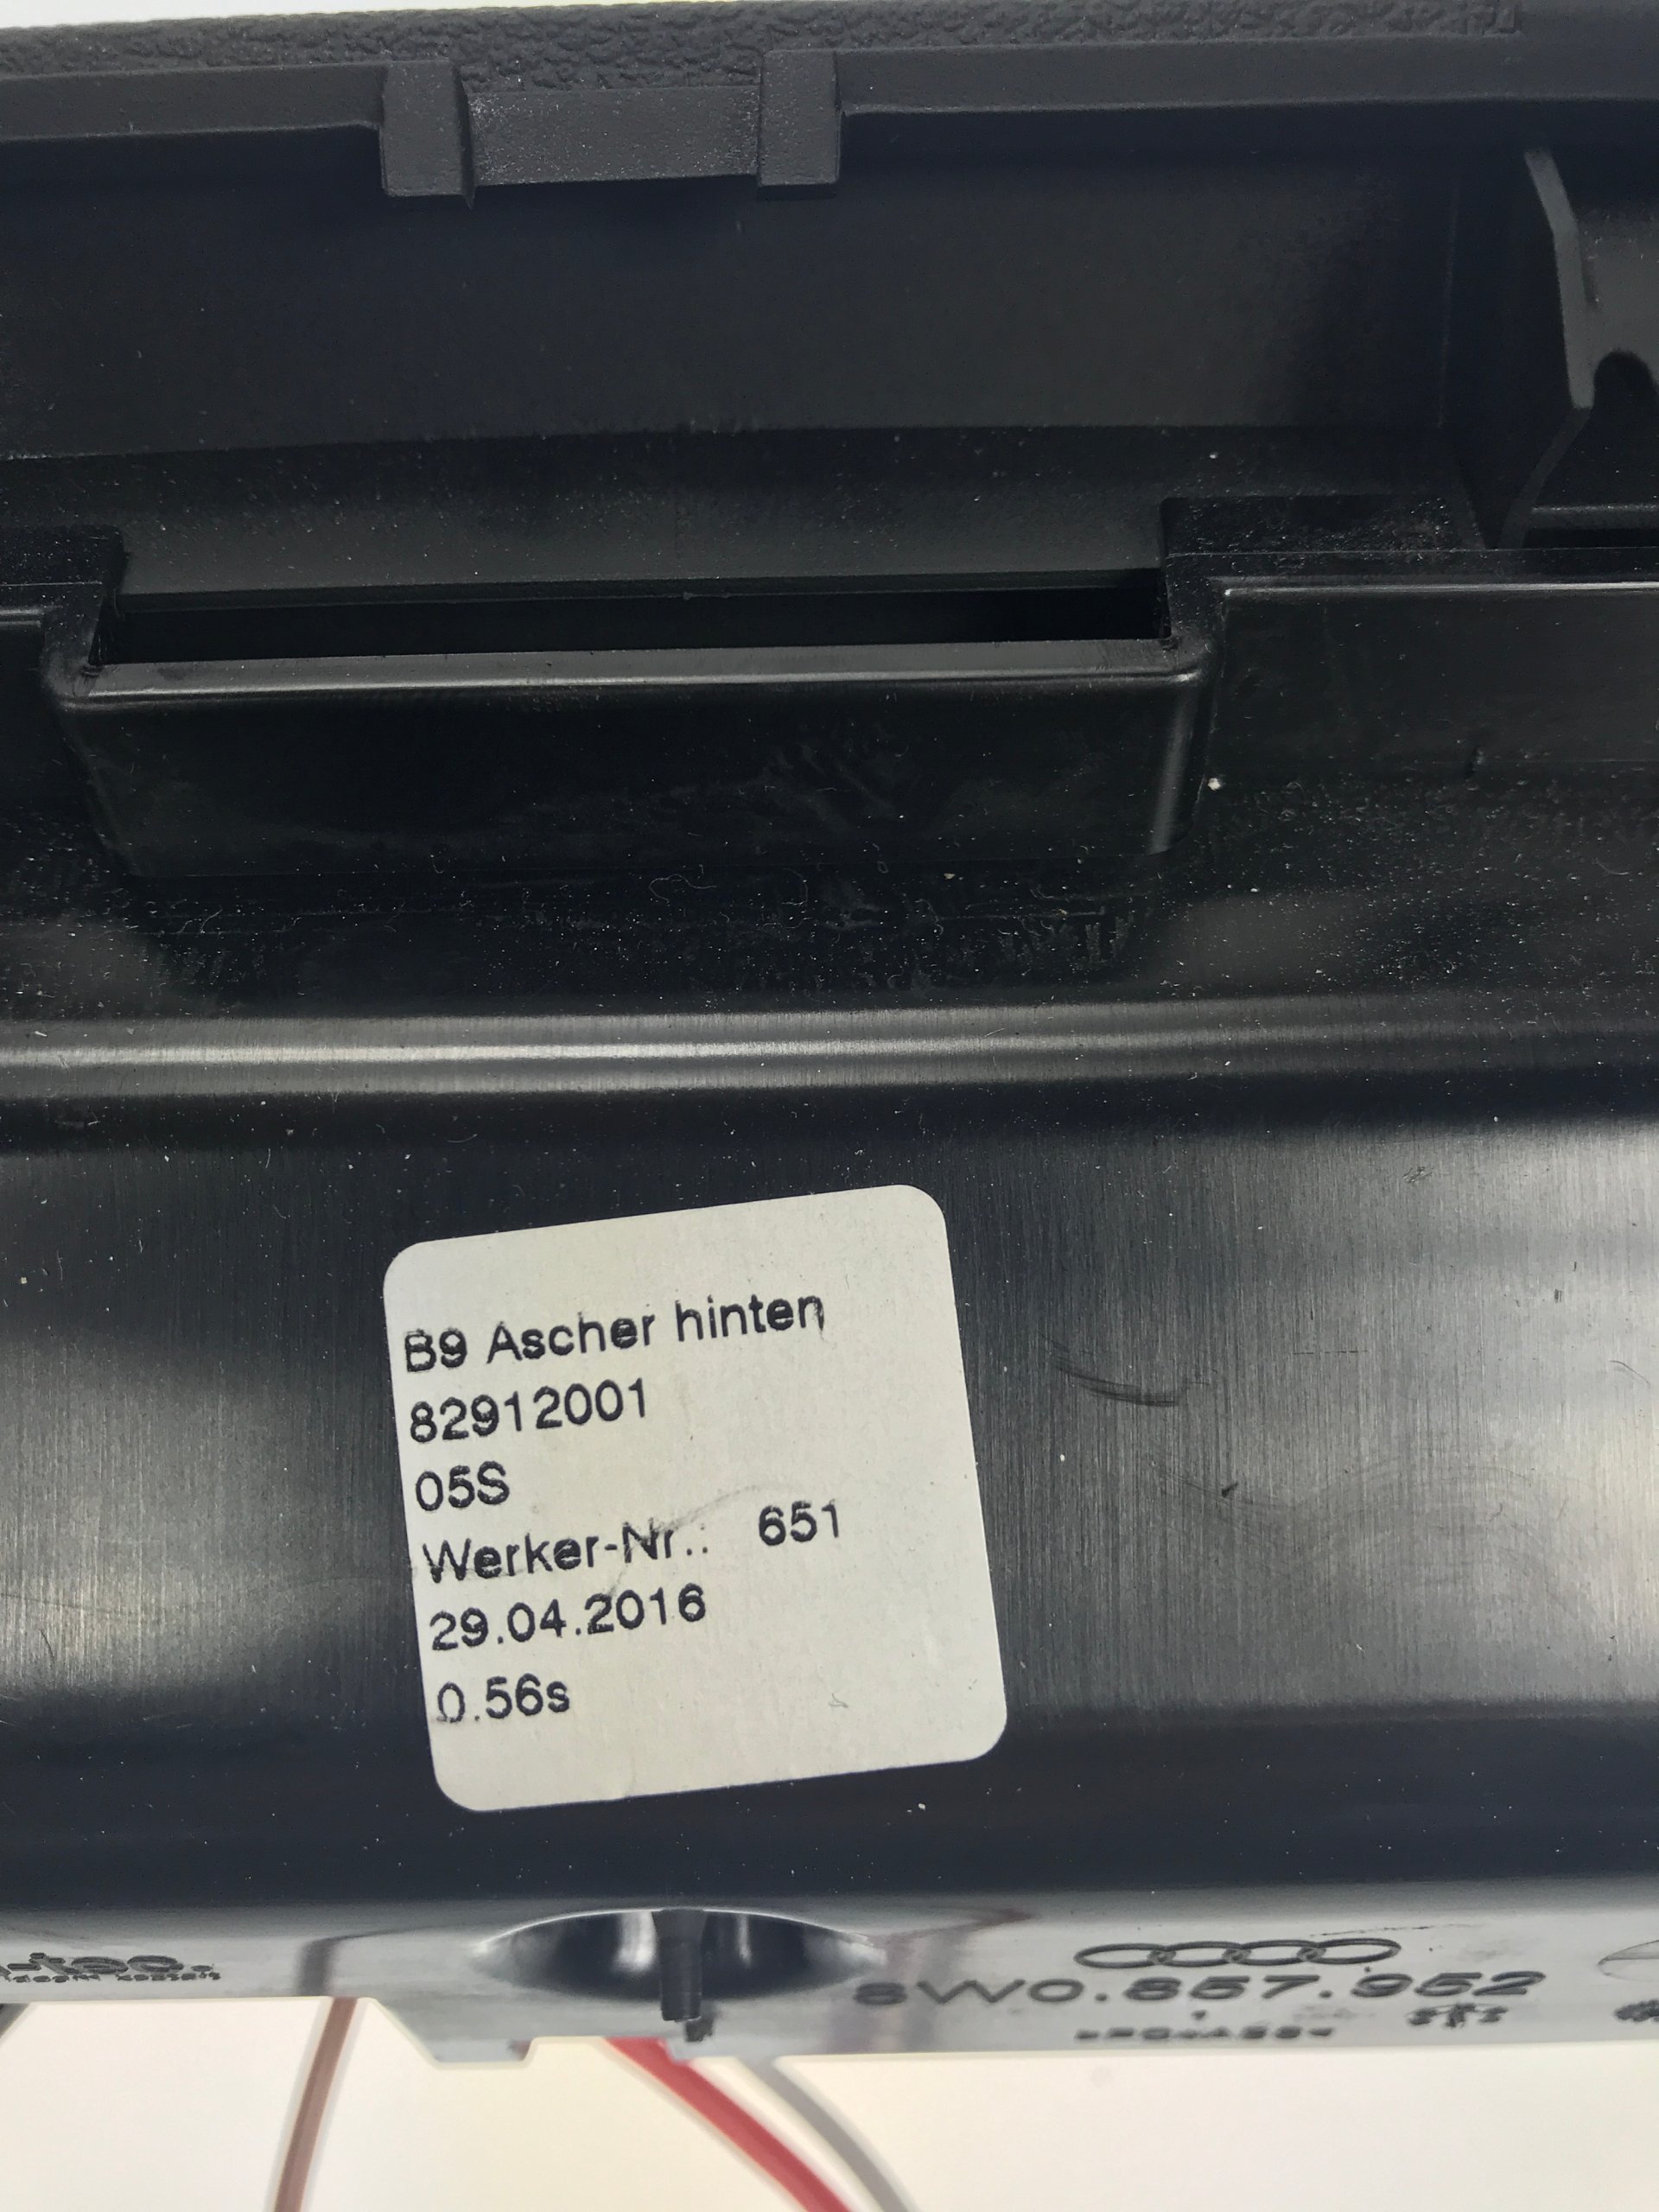 B9 Ascher hinten
82912001
05S
Werker-Nr.: 651
29.04.2016
0.56s
8W0.857.952